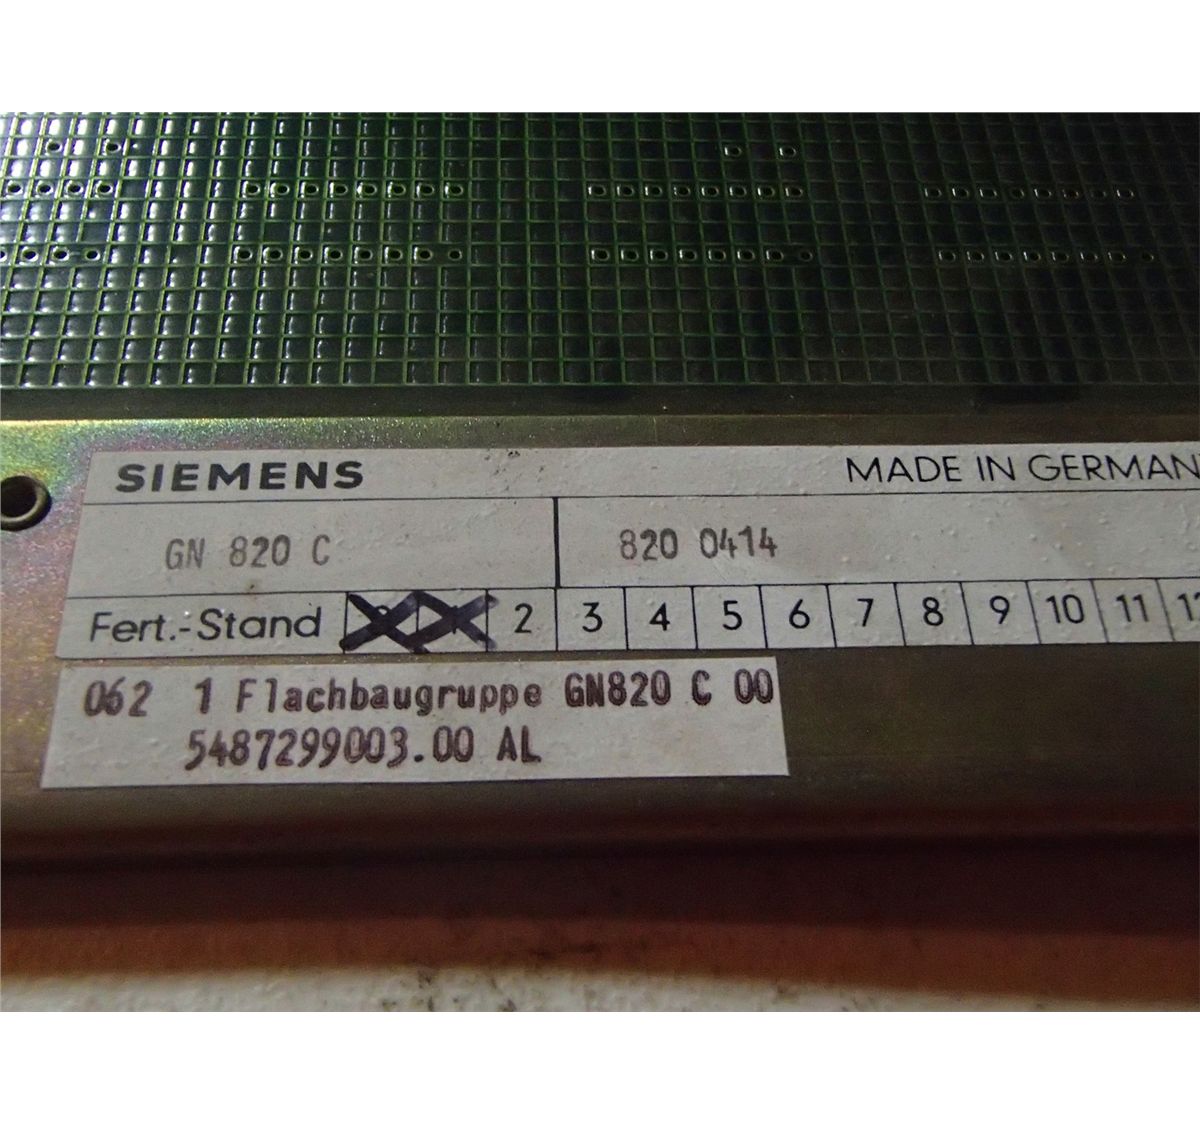 SIEMENS MADE IN GERMAN
GN 820 C 820 0414
Fert.-Stand 2 3 4 5 6 7 8 9 10 11
062 1 Flachbaugruppe GN820 C 00
5487299003.00 AL